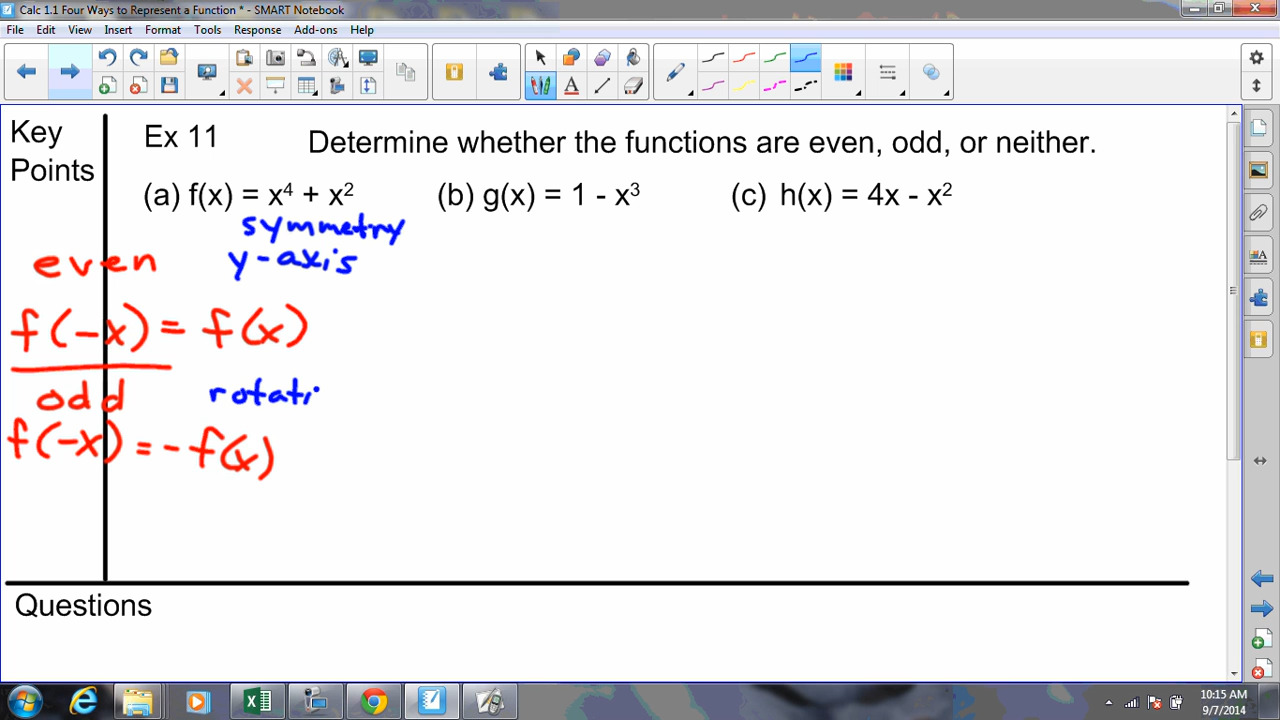 Calc 1.1 Four Ways to Represent a Function * - SMART Notebook
File Edit View Insert Format Tools Response Add-ons Help
Key
Points
Ex 11 Determine whether the functions are even, odd, or neither.
(a) f(x) = x⁴ + x² (b) g(x) = 1 - x³ (c) h(x) = 4x - x²
symmetry
y-axis
even
f(-x) = f(x)
odd rotati
f(-x) = -f(x)
Questions
10:15 AM
9/7/2014